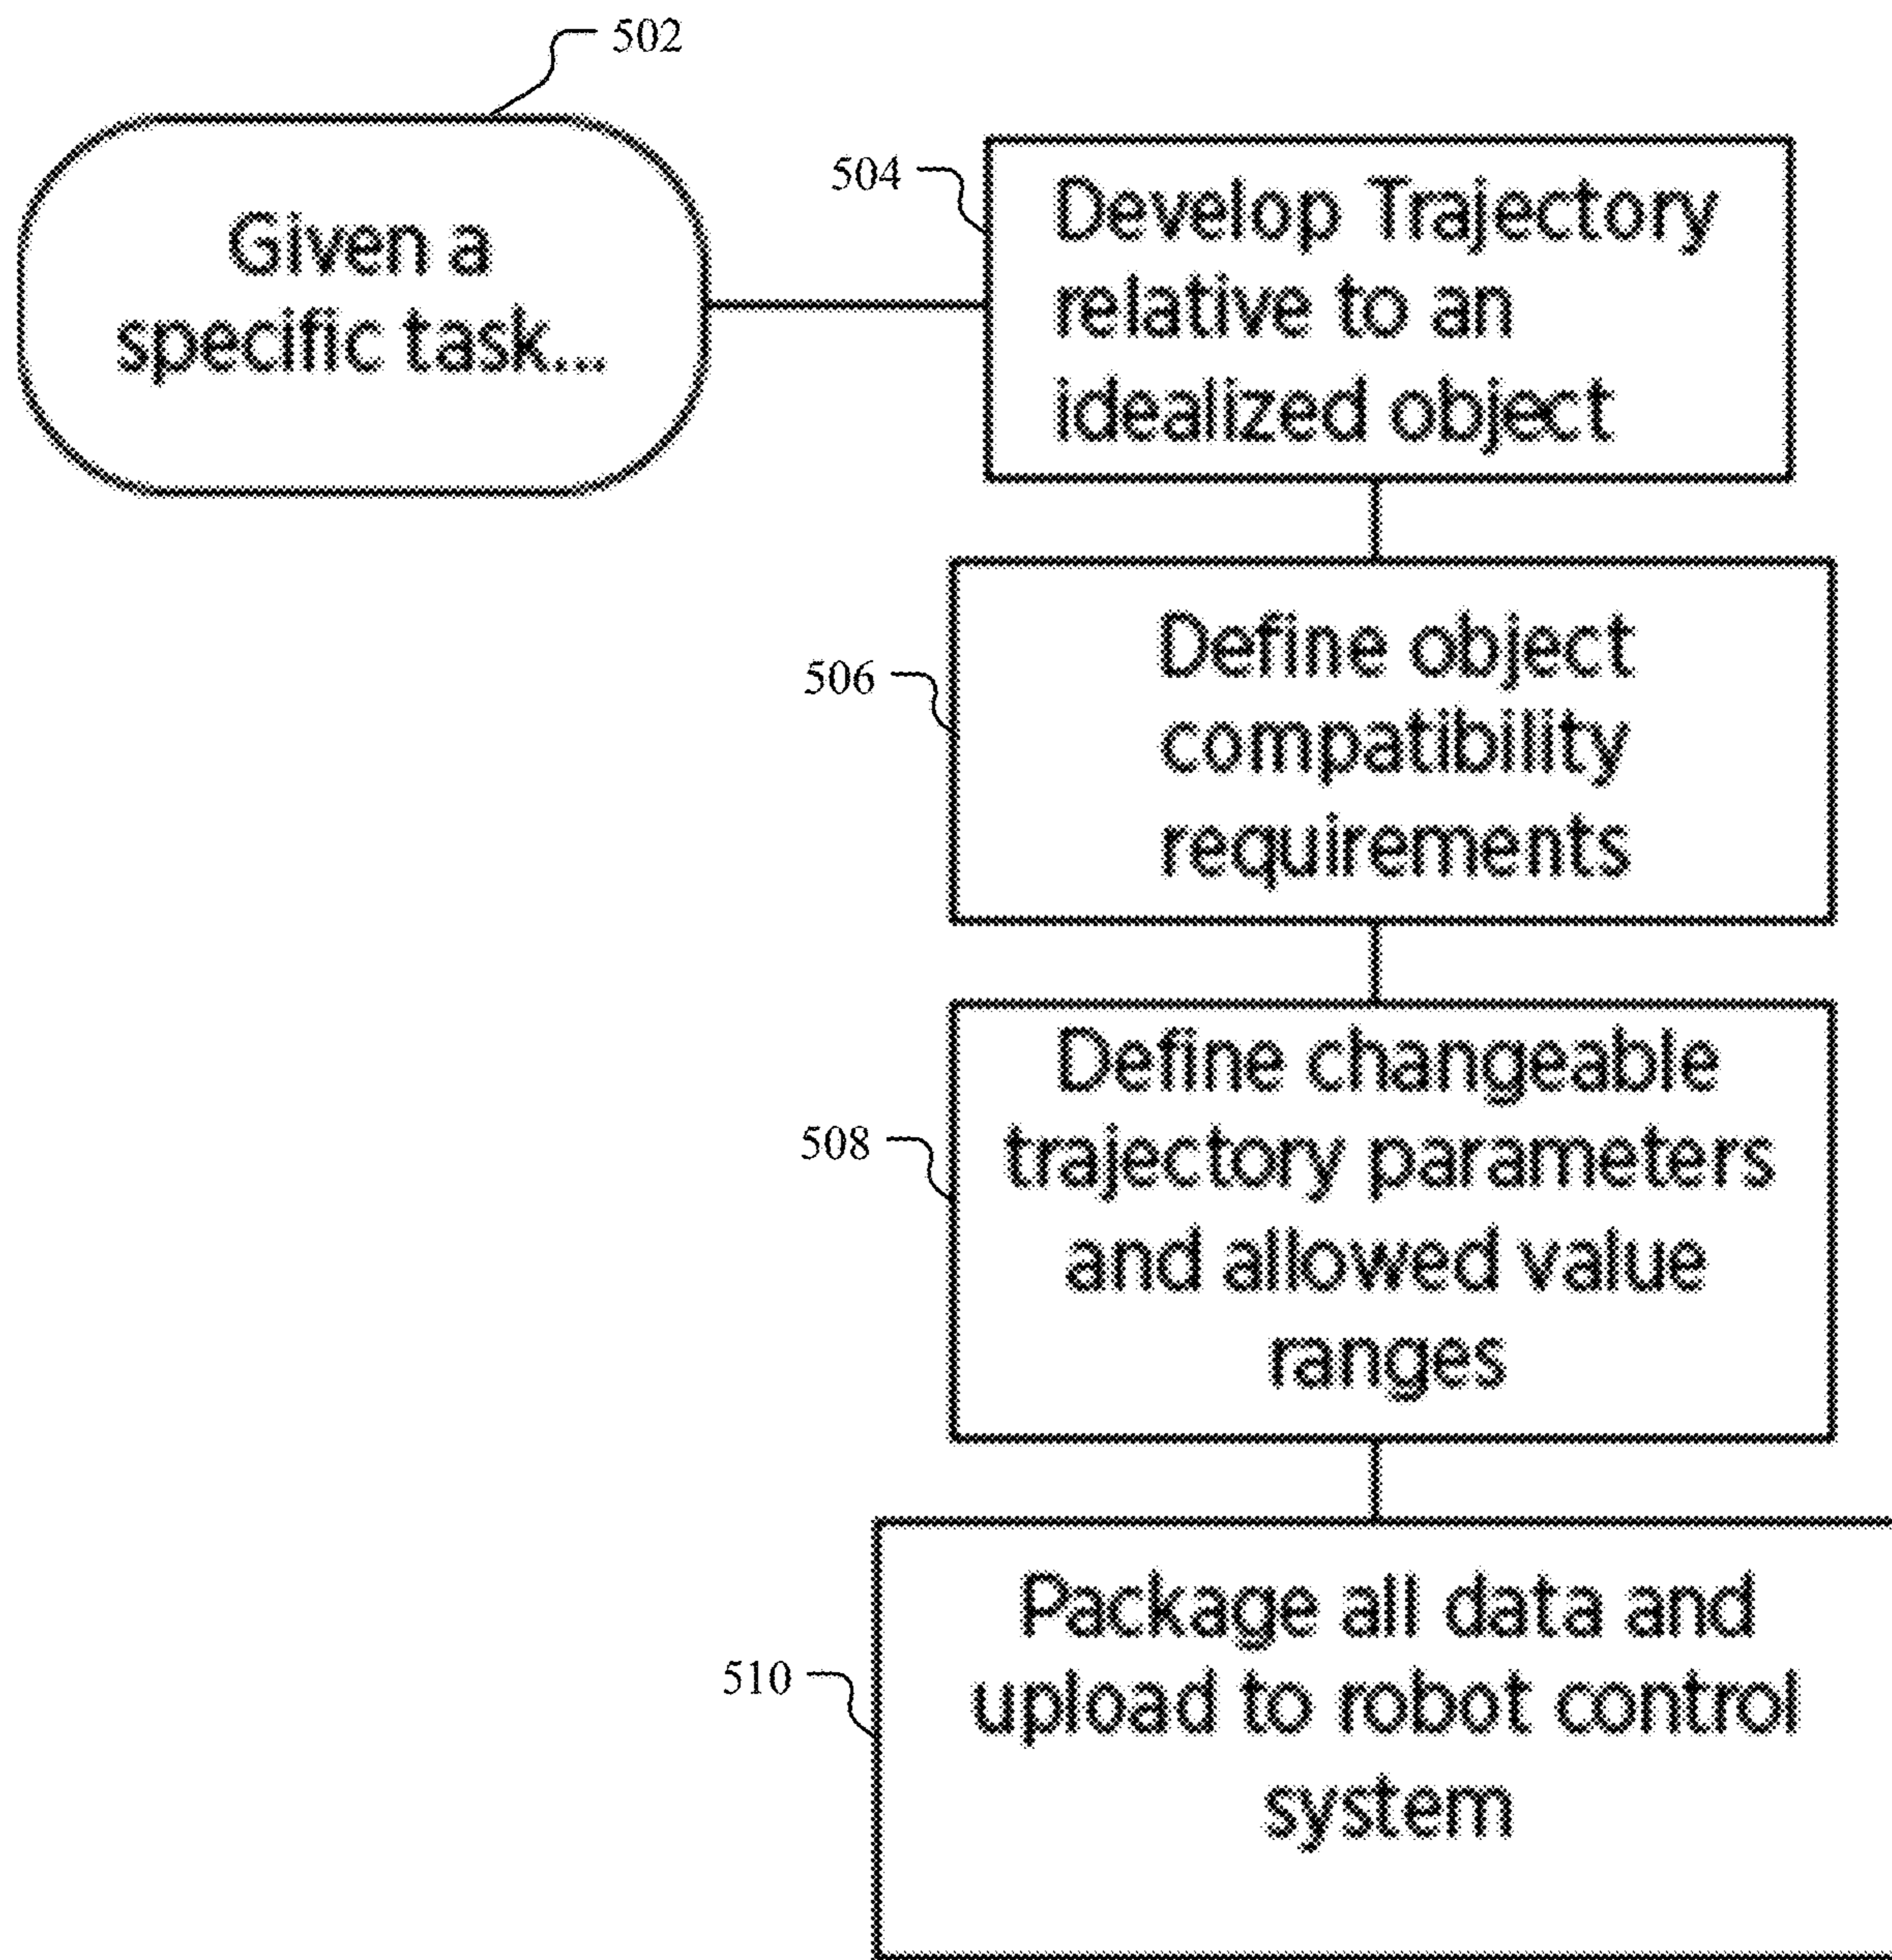 502
Given a
specific task...
504
Develop Trajectory
relative to an
idealized object
506
Define object
compatibility
requirements
508
Define changeable
trajectory parameters
and allowed value
ranges
510
Package all data and
upload to robot control
system